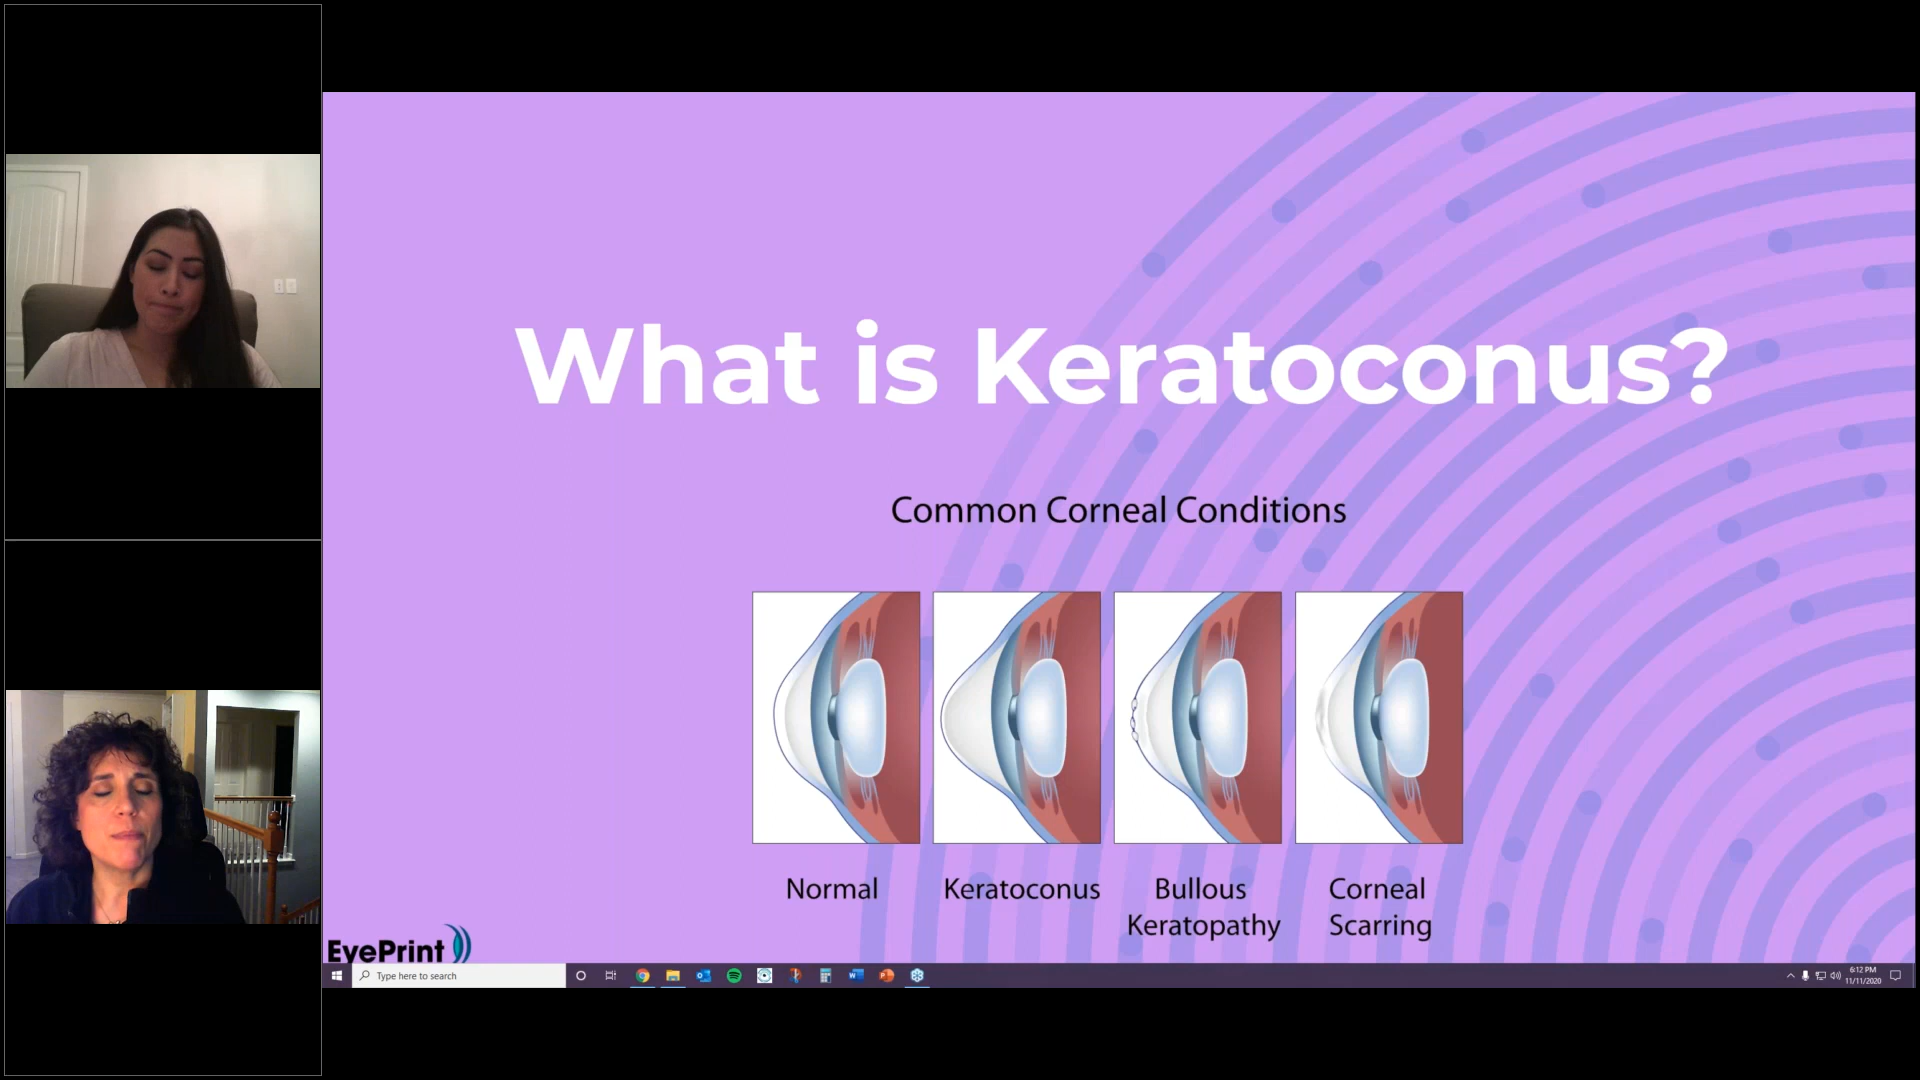 What is Keratoconus?
Common Corneal Conditions
Normal
Keratoconus
Bullous
Keratopathy
Corneal
Scarring
EyePrint
Type here to search
6:12 PM
11/11/2020